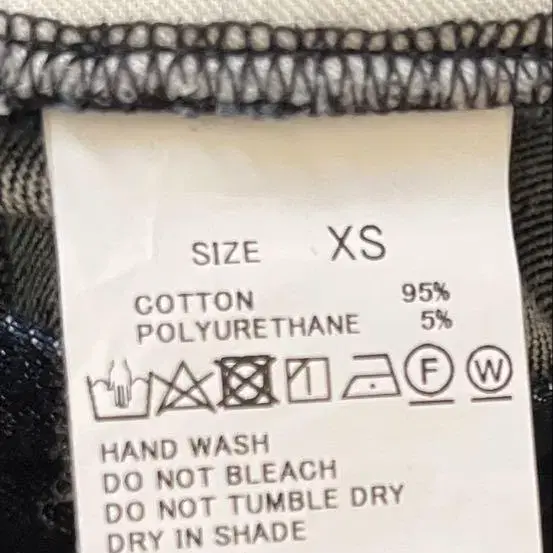 SIZE XS
COTTON 95%
POLYURETHANE 5%
F W
HAND WASH
DO NOT BLEACH
DO NOT TUMBLE DRY
DRY IN SHADE